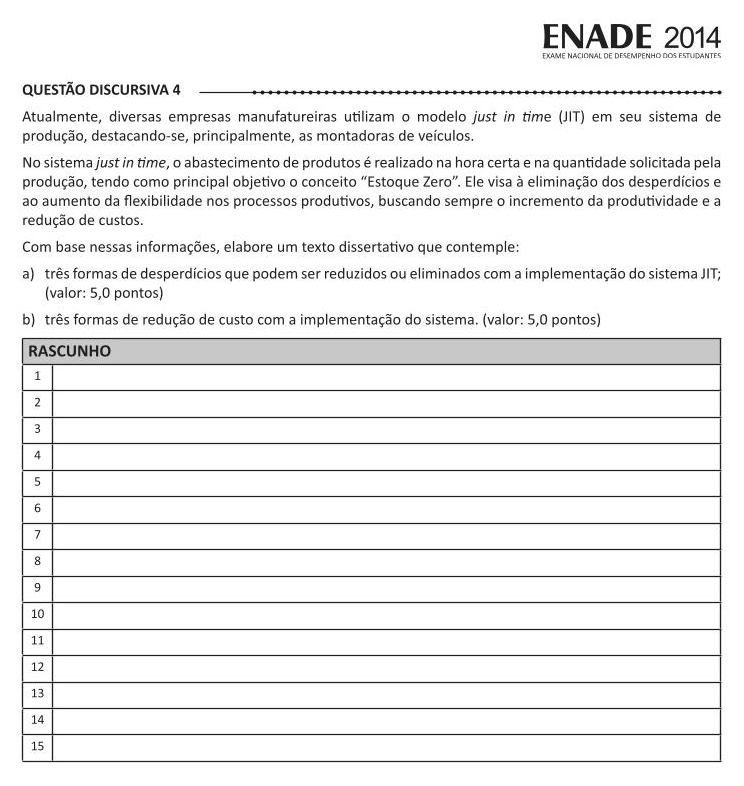 ENADE 2014
EXAME NACIONAL DE DESEMPENHO DOS ESTUDANTES
QUESTÃO DISCURSIVA 4
Atualmente, diversas empresas manufatureiras utilizam o modelo just in time (JIT) em seu sistema de
produção, destacando-se, principalmente, as montadoras de veículos.
No sistema just in time, o abastecimento de produtos é realizado na hora certa e na quantidade solicitada pela
produção, tendo como principal objetivo o conceito “Estoque Zero”. Ele visa à eliminação dos desperdícios e
ao aumento da flexibilidade nos processos produtivos, buscando sempre o incremento da produtividade e a
redução de custos.
Com base nessas informações, elabore um texto dissertativo que contemple:
a) três formas de desperdícios que podem ser reduzidos ou eliminados com a implementação do sistema JIT;
(valor: 5,0 pontos)
b) três formas de redução de custo com a implementação do sistema. (valor: 5,0 pontos)
RASCUNHO
1
2
3
4
5
6
7
8
9
10
11
12
13
14
15